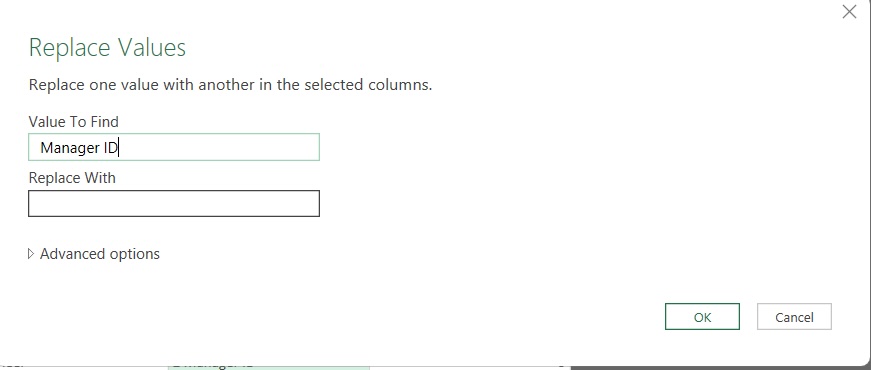 Replace Values
Replace one value with another in the selected columns.
Value To Find
Manager ID
Replace With
Advanced options
OK
Cancel